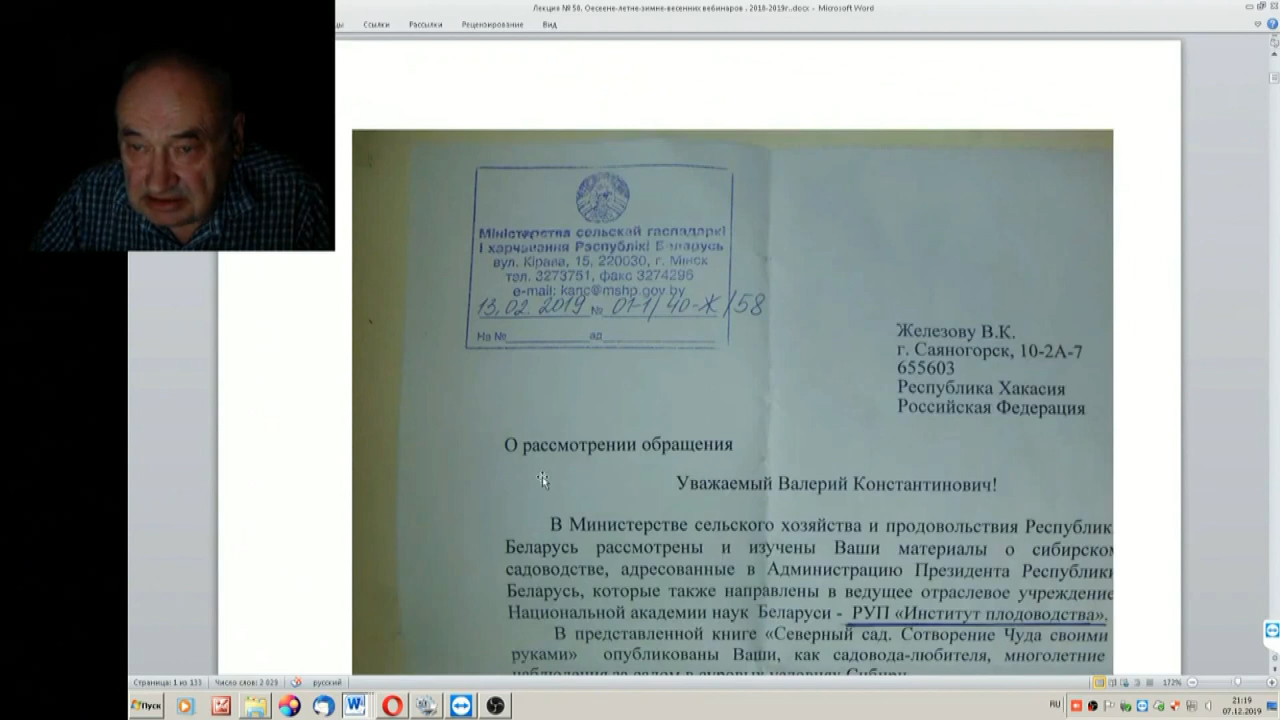 Лекция № 58. Оесеене-летне-зимне-весенних вебинаров . 2018-2019г..docx - Microsoft Word
Ссылки Рассылки Рецензирование Вид
Міністэрства сельскай гаспадаркі
і харчавання Рэспублікі Беларусь
вул. Кірава, 15, 220030, г. Мінск
тэл. 3273751, факс 3274296
e-mail: kanc@mshp.gov.by
13.02.2019 № 01-1/40-Ж/58
На № ад
Железову В.К.
г. Саяногорск, 10-2А-7
655603
Республика Хакасия
Российская Федерация
О рассмотрении обращения
Уважаемый Валерий Константинович!
В Министерстве сельского хозяйства и продовольствия Республик
Беларусь рассмотрены и изучены Ваши материалы о сибирском
садоводстве, адресованные в Администрацию Президента Республики
Беларусь, которые также направлены в ведущее отраслевое учреждение
Национальной академии наук Беларуси - РУП «Институт плодоводства».
В представленной книге «Северный сад. Сотворение Чуда своими
руками» опубликованы Ваши, как садовода-любителя, многолетние
Страница: 1 из 133 Число слов: 2 029 русский 172%
Пуск RU 21:19
07.12.2019